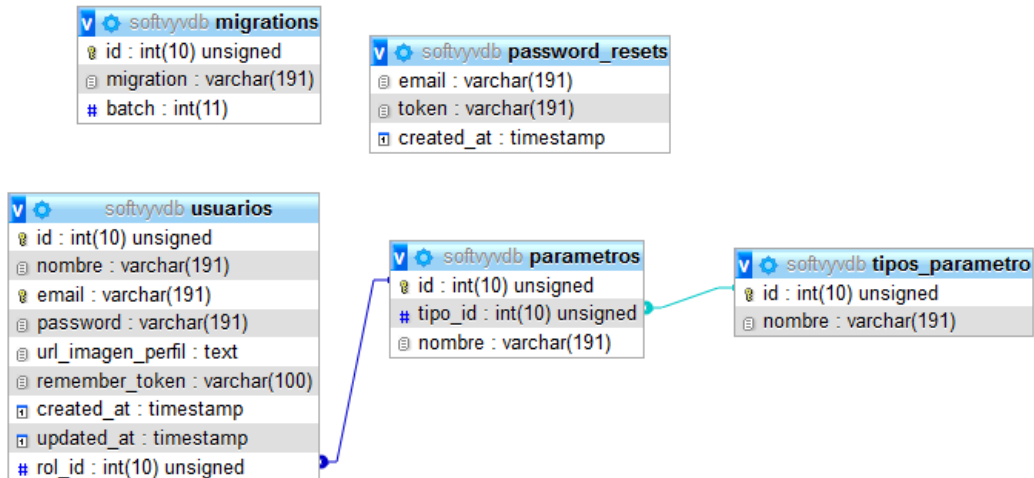 v softvyvdb migrations
id : int(10) unsigned
migration : varchar(191)
# batch : int(11)
v softvyvdb password_resets
email : varchar(191)
token : varchar(191)
created_at : timestamp
v softvyvdb usuarios
id : int(10) unsigned
nombre : varchar(191)
email : varchar(191)
password : varchar(191)
url_imagen_perfil : text
remember_token : varchar(100)
created_at : timestamp
updated_at : timestamp
# rol_id : int(10) unsigned
v softvyvdb parametros
id : int(10) unsigned
# tipo_id : int(10) unsigned
nombre : varchar(191)
v softvyvdb tipos_parametro
id : int(10) unsigned
nombre : varchar(191)